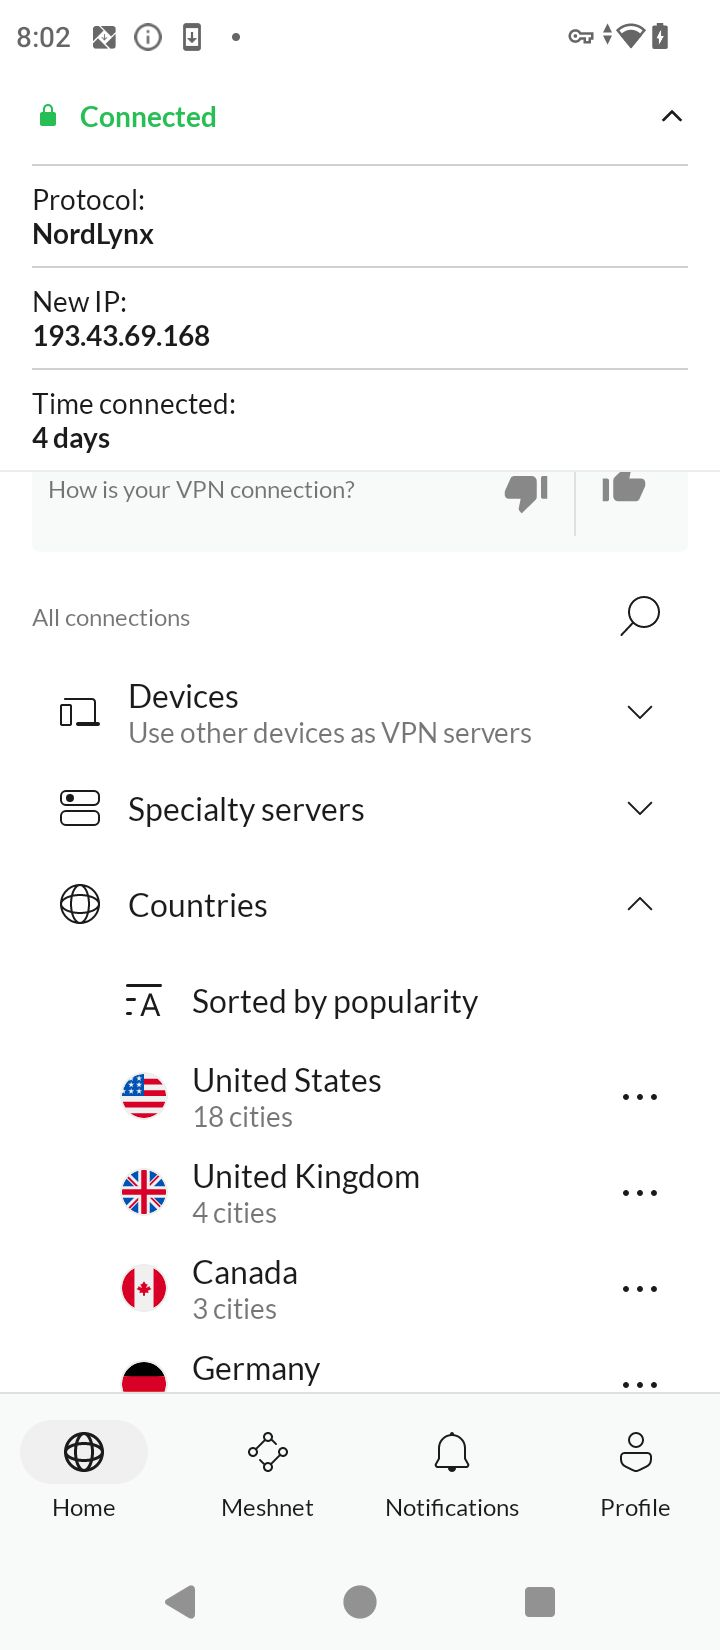 8:02
Connected
Protocol:
NordLynx
New IP:
193.43.69.168
Time connected:
4 days
How is your VPN connection?
All connections
Devices
Use other devices as VPN servers
Specialty servers
Countries
Sorted by popularity
United States
18 cities
United Kingdom
4 cities
Canada
3 cities
Germany
Home
Meshnet
Notifications
Profile